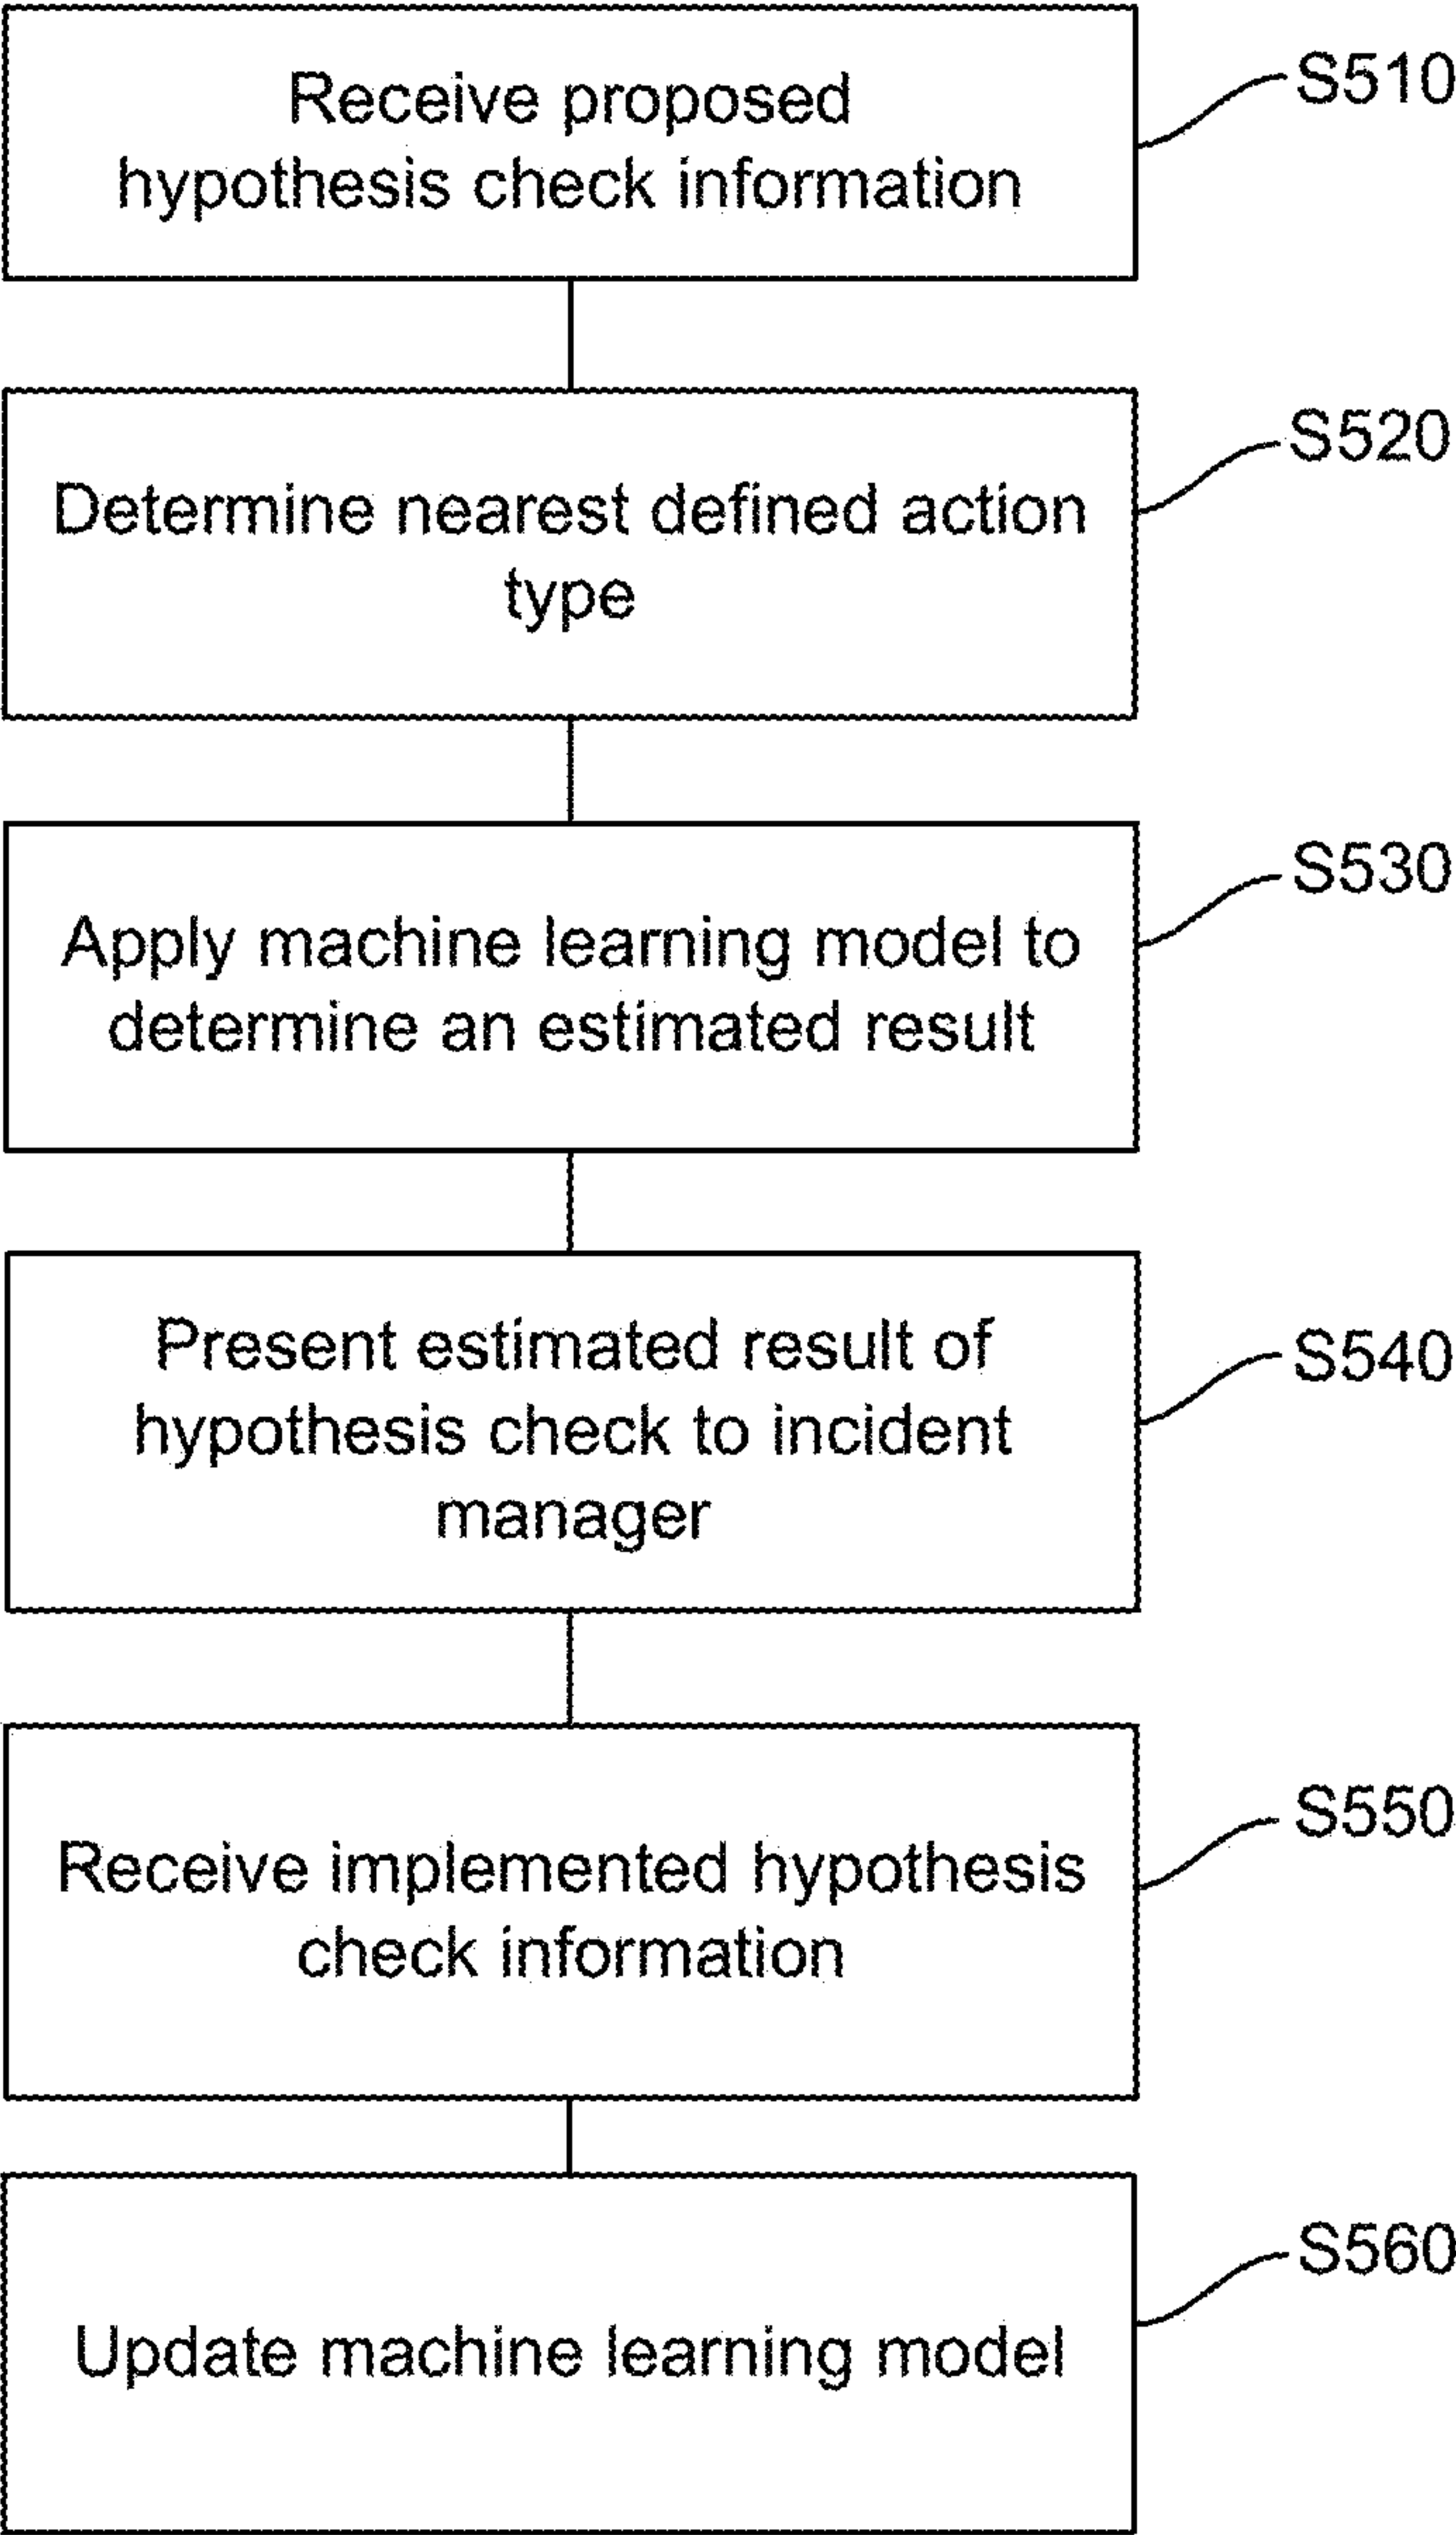 Receive proposed
hypothesis check information
S510
Determine nearest defined action
type
S520
Apply machine learning model to
determine an estimated result
S530
Present estimated result of
hypothesis check to incident
manager
S540
Receive implemented hypothesis
check information
S550
Update machine learning model
S560